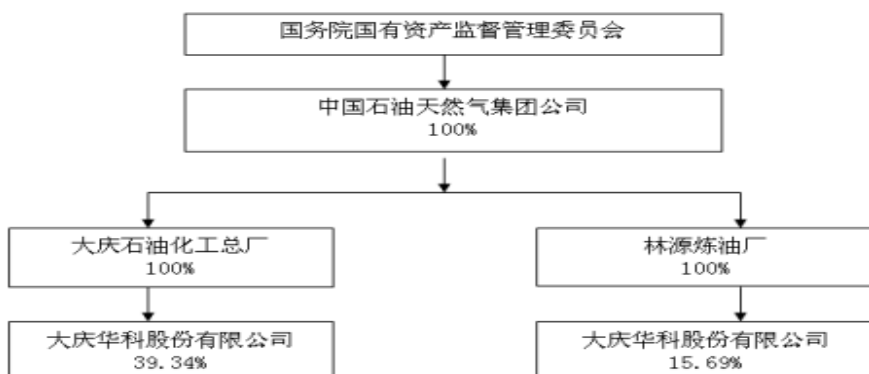 国务院国有资产监督管理委员会
中国石油天然气集团公司
100%
大庆石油化工总厂
100%
林源炼油厂
100%
大庆华科股份有限公司
39.34%
大庆华科股份有限公司
15.69%